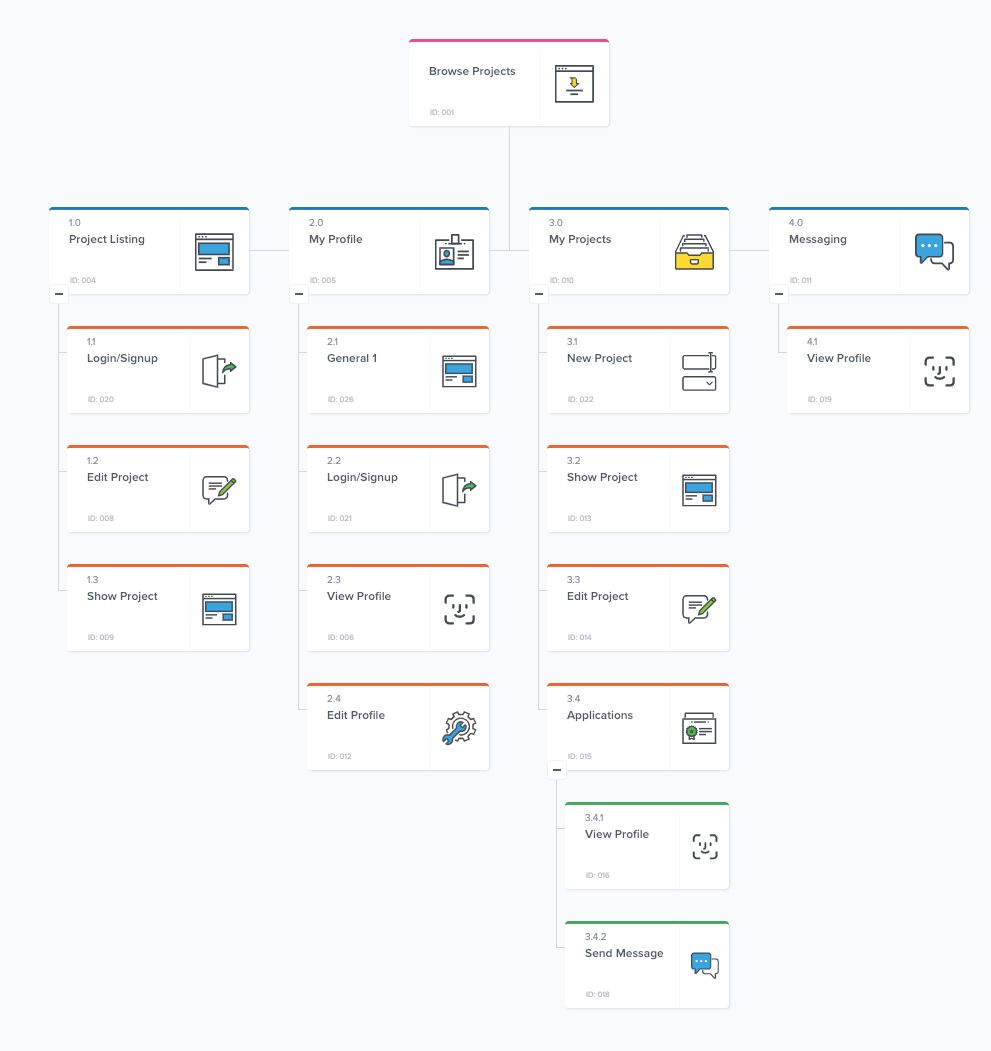 Browse Projects
ID: 001
1.0
Project Listing
ID: 004
2.0
My Profile
ID: 005
3.0
My Projects
ID: 010
4.0
Messaging
ID: 011
1.1
Login/Signup
ID: 020
1.2
Edit Project
ID: 008
1.3
Show Project
ID: 009
2.1
General 1
ID: 026
2.2
Login/Signup
ID: 021
2.3
View Profile
ID: 006
2.4
Edit Profile
ID: 012
3.1
New Project
ID: 022
3.2
Show Project
ID: 013
3.3
Edit Project
ID: 014
3.4
Applications
ID: 015
3.4.1
View Profile
ID: 016
3.4.2
Send Message
ID: 018
4.1
View Profile
ID: 019